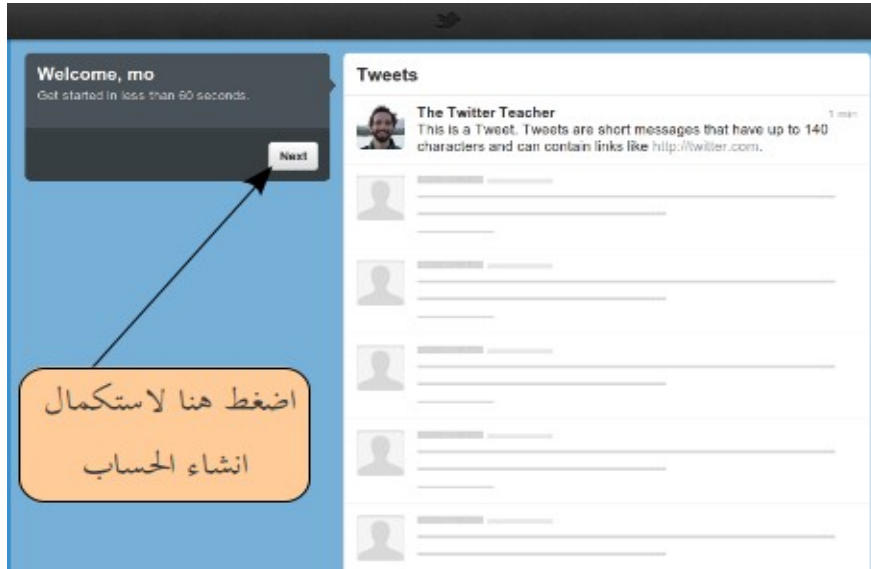 Welcome, mo
Get started in less than 60 seconds.
Next
Tweets
The Twitter Teacher
1 min
This is a Tweet. Tweets are short messages that have up to 140
characters and can contain links like http://twitter.com.
اضغط هنا لاستكمال
انشاء الحساب